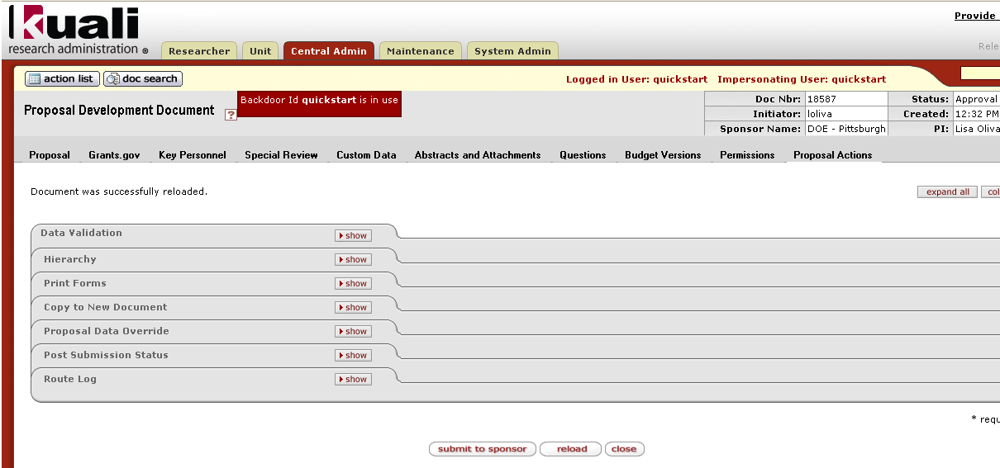 kuali
research administration ®
Provide
Rele
Researcher Unit Central Admin Maintenance System Admin
action list doc search
Logged in User: quickstart Impersonating User: quickstart
Proposal Development Document ?
Backdoor Id quickstart is in use
Doc Nbr: 18587 Status: Approval
Initiator: loliva Created: 12:32 PM
Sponsor Name: DOE - Pittsburgh PI: Lisa Oliva
Proposal Grants.gov Key Personnel Special Review Custom Data Abstracts and Attachments Questions Budget Versions Permissions Proposal Actions
Document was successfully reloaded.
expand all col
Data Validation show
Hierarchy show
Print Forms show
Copy to New Document show
Proposal Data Override show
Post Submission Status show
Route Log show
* requ
submit to sponsor reload close